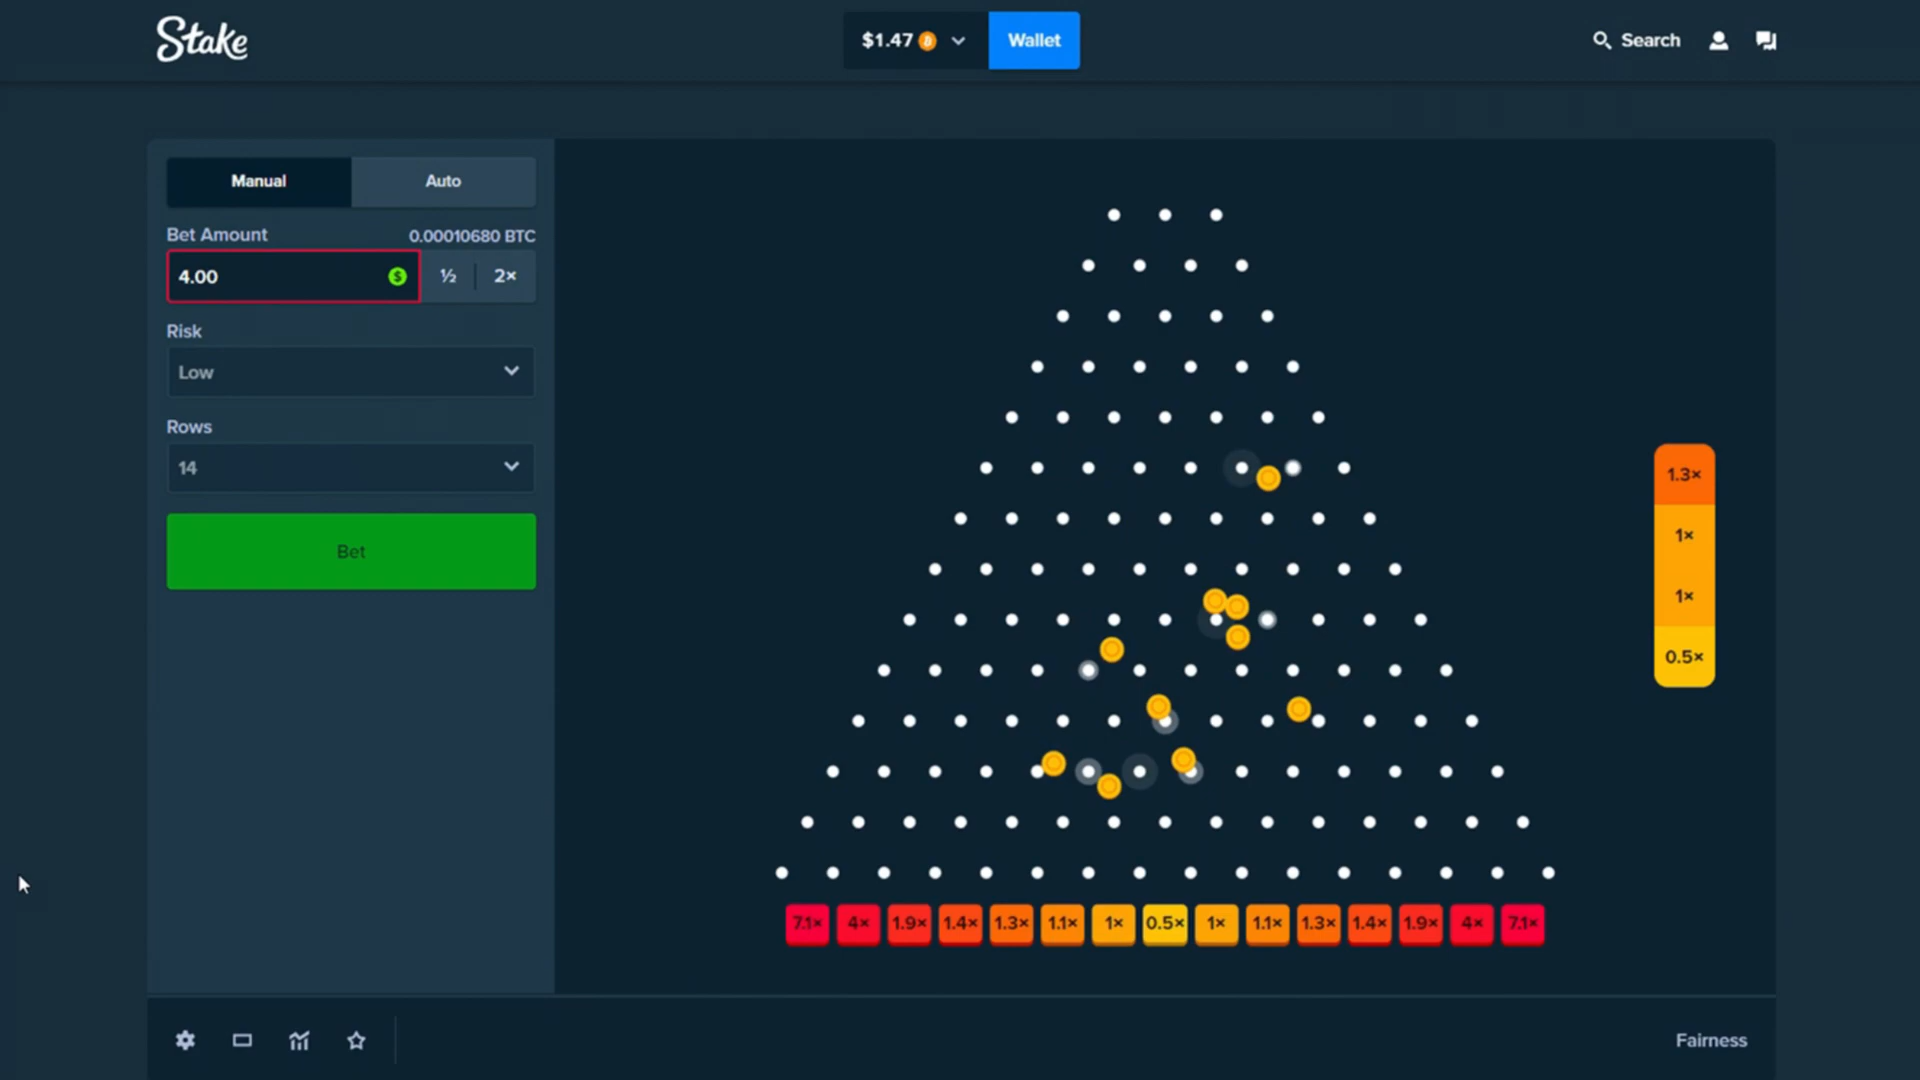 Stake
$1.47
Wallet
Search
Manual
Auto
Bet Amount
0.00010680 BTC
4.00
½
2×
Risk
Low
Rows
14
Bet
1.3×
1×
1×
0.5×
7.1×
4×
1.9×
1.4×
1.3×
1.1×
1×
0.5×
1×
1.1×
1.3×
1.4×
1.9×
4×
7.1×
Fairness